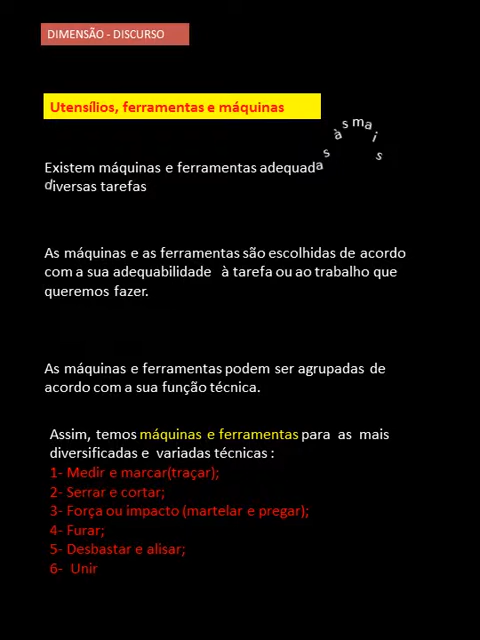 DIMENSÃO - DISCURSO
Utensílios, ferramentas e máquinas
Existem máquinas e ferramentas adequadas às mais
diversas tarefas
As máquinas e as ferramentas são escolhidas de acordo
com a sua adequabilidade à tarefa ou ao trabalho que
queremos fazer.
As máquinas e ferramentas podem ser agrupadas de
acordo com a sua função técnica.
Assim, temos máquinas e ferramentas para as mais
diversificadas e variadas técnicas :
1- Medir e marcar(traçar);
2- Serrar e cortar;
3- Força ou impacto (martelar e pregar);
4- Furar;
5- Desbastar e alisar;
6- Unir